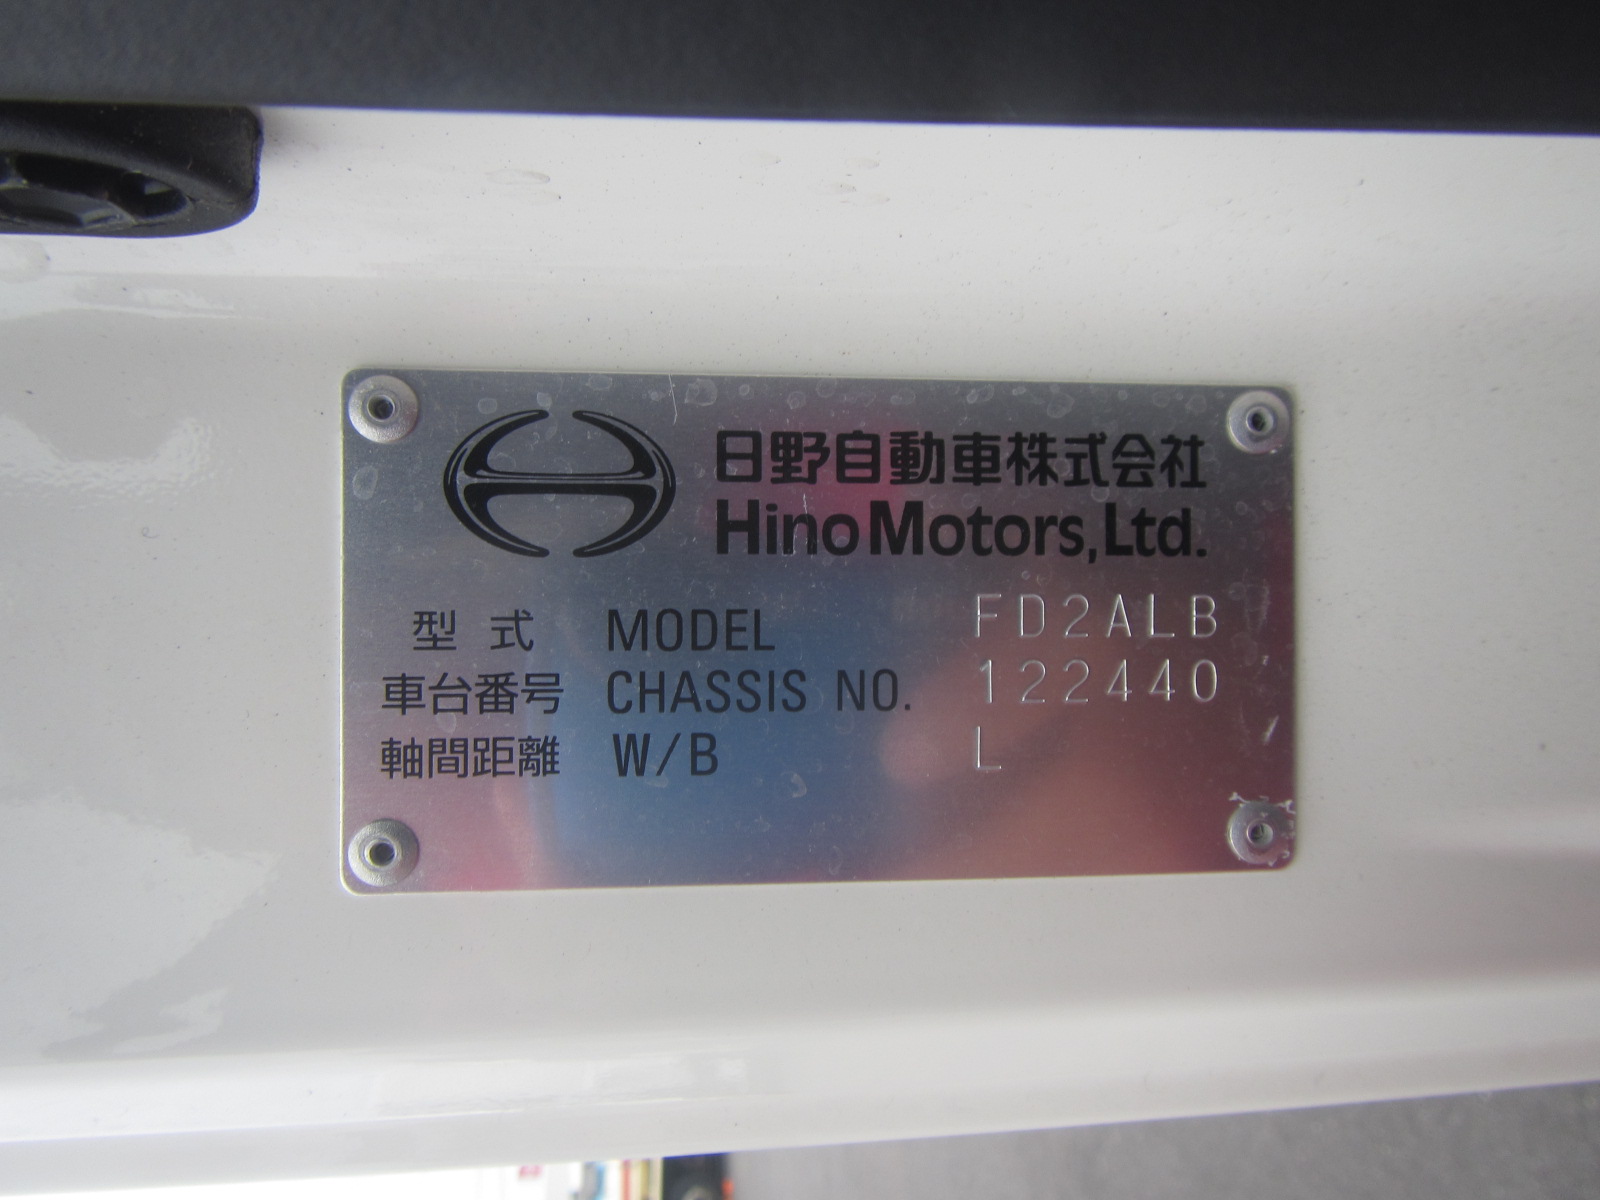 日野自動車株式会社
Hino Motors, Ltd.
型式 MODEL FD2ALB
車台番号 CHASSIS NO. 122440
軸間距離 W/B L